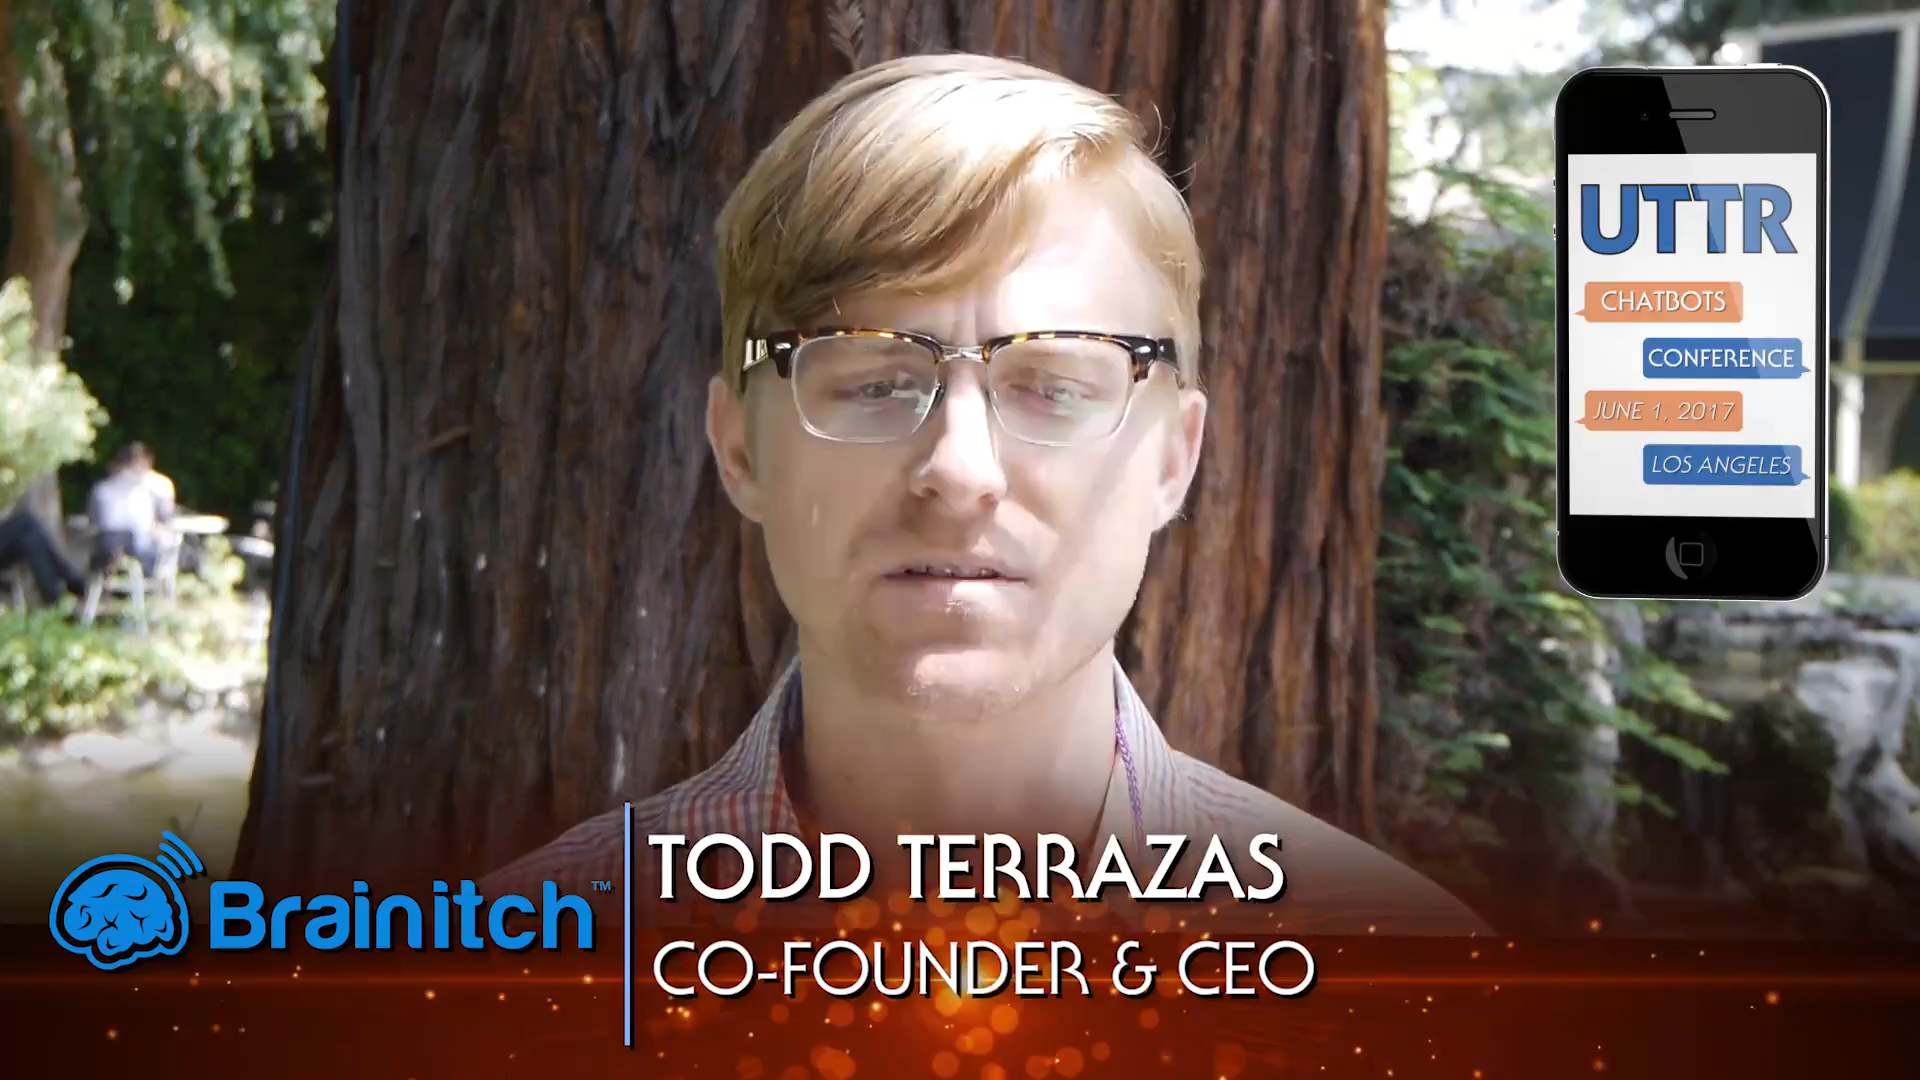 UTTR
CHATBOTS
CONFERENCE
JUNE 1, 2017
LOS ANGELES
Brainitch™
TODD TERRAZAS
CO-FOUNDER & CEO